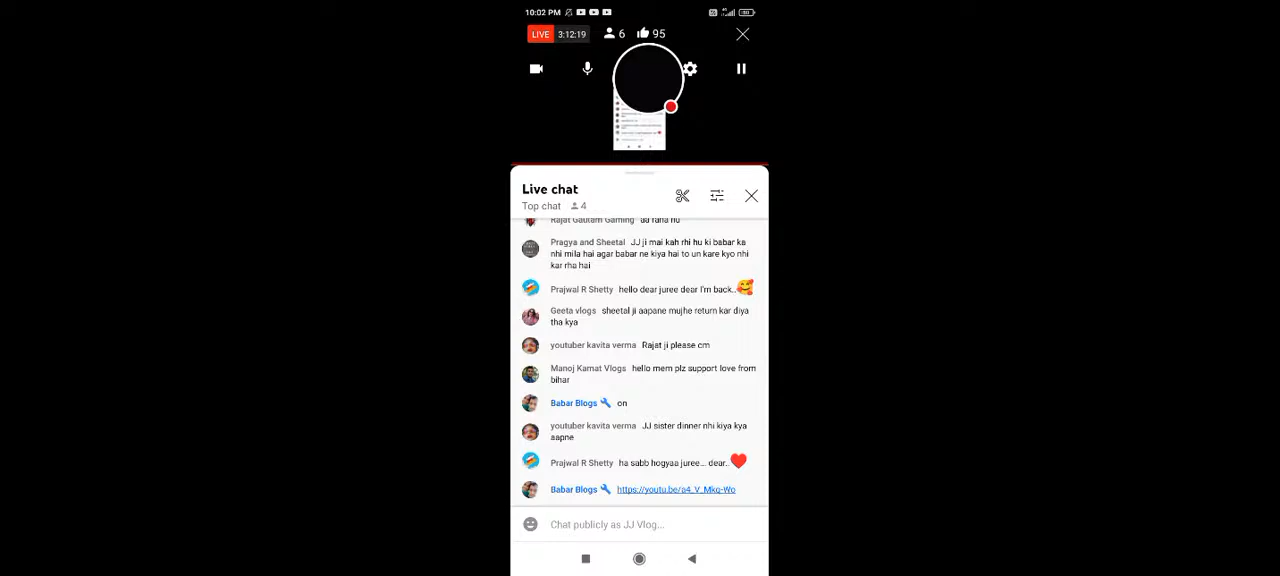 10:02 PM
LIVE 3:12:19 6 95
Live chat
Top chat 4
Rajat Gautam Gaming aa raha hu
Pragya and Sheetal JJ ji mai kah rhi hu ki babar ka
nhi mila hai agar babar ne kiya hai to un kare kyo nhi
kar rha hai
Prajwal R Shetty hello dear juree dear I'm back..🥰
Geeta vlogs sheetal ji aapane mujhe return kar diya
tha kya
youtuber kavita verma Rajat ji please cm
Manoj Kamat Vlogs hello mem plz support love from
bihar
Babar Blogs on
youtuber kavita verma JJ sister dinner nhi kiya kya
aapne
Prajwal R Shetty ha sabb hogyaa juree... dear..❤️
Babar Blogs https://youtu.be/a4_V_Mkq-Wo
Chat publicly as JJ Vlog...